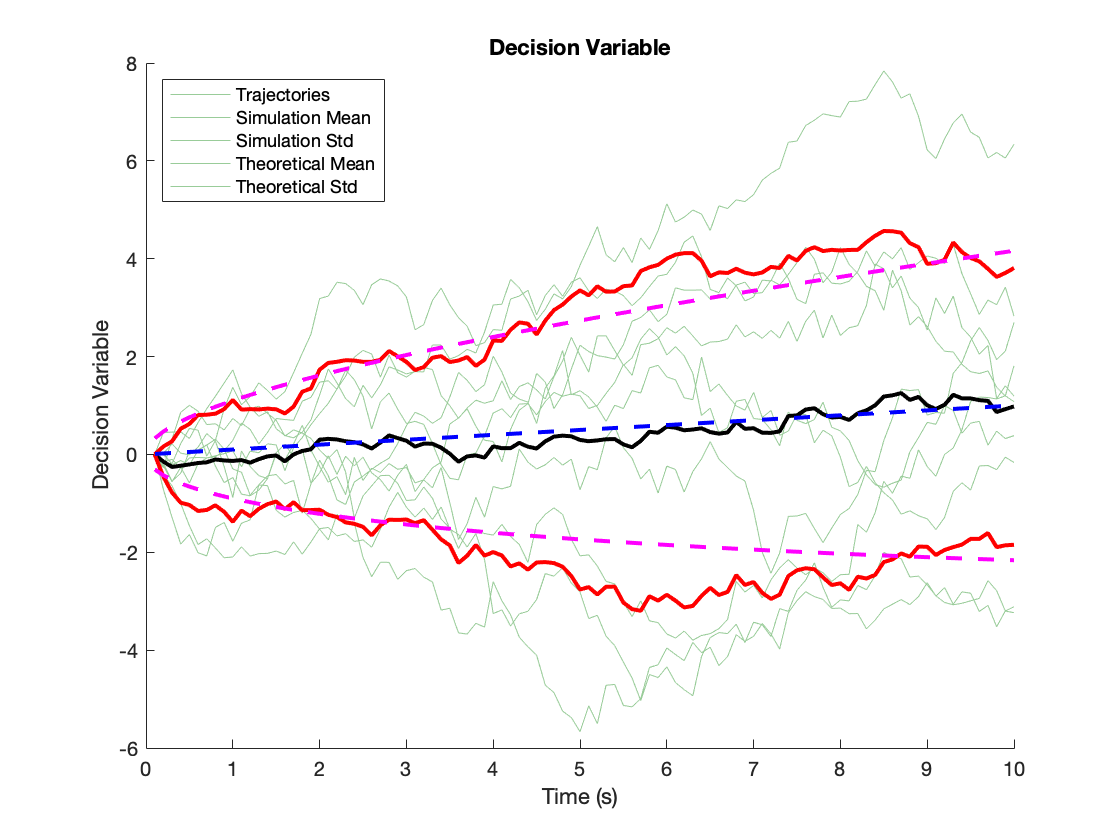 Decision Variable
8
6
4
2
0
-2
-4
-6
Decision Variable
Trajectories
Simulation Mean
Simulation Std
Theoretical Mean
Theoretical Std
0 1 2 3 4 5 6 7 8 9 10
Time (s)